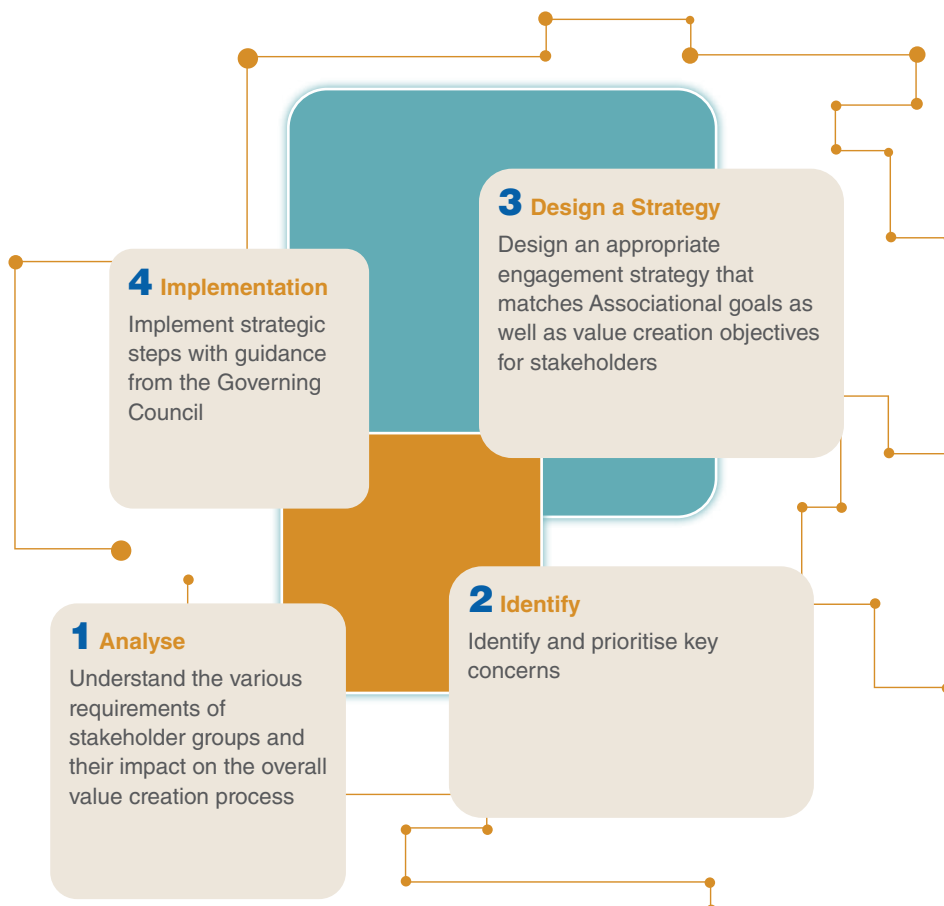 3 Design a Strategy
Design an appropriate
engagement strategy that
matches Associational goals as
well as value creation objectives
for stakeholders
4 Implementation
Implement strategic
steps with guidance
from the Governing
Council
2 Identify
Identify and prioritise key
concerns
1 Analyse
Understand the various
requirements of
stakeholder groups and
their impact on the overall
value creation process